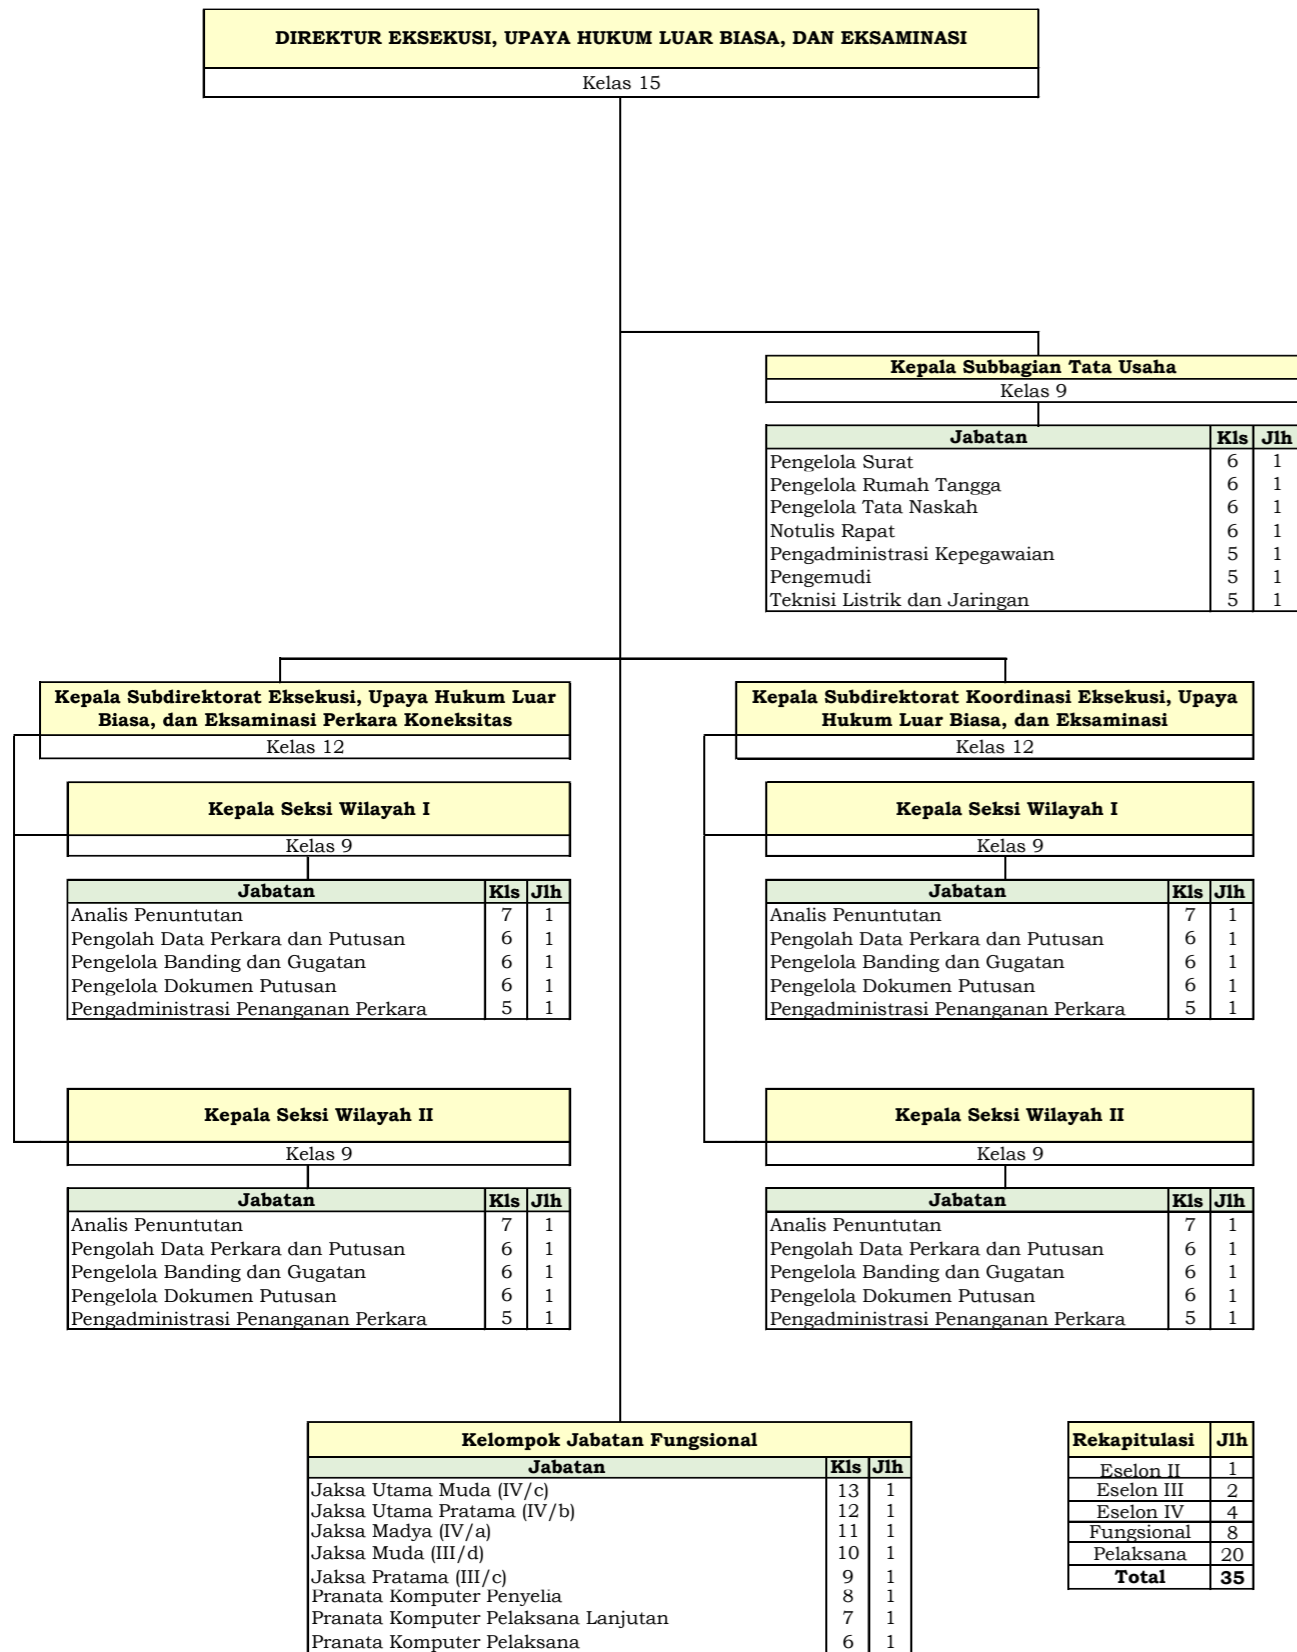 DIREKTUR EKSEKUSI, UPAYA HUKUM LUAR BIASA, DAN EKSAMINASI
Kelas 15
Kepala Subbagian Tata Usaha
Kelas 9
Jabatan Kls Jlh
Pengelola Surat 6 1
Pengelola Rumah Tangga 6 1
Pengelola Tata Naskah 6 1
Notulis Rapat 6 1
Pengadministrasi Kepegawaian 5 1
Pengemudi 5 1
Teknisi Listrik dan Jaringan 5 1
Kepala Subdirektorat Eksekusi, Upaya Hukum Luar
Biasa, dan Eksaminasi Perkara Koneksitas
Kelas 12
Kepala Seksi Wilayah I
Kelas 9
Jabatan Kls Jlh
Analis Penuntutan 7 1
Pengolah Data Perkara dan Putusan 6 1
Pengelola Banding dan Gugatan 6 1
Pengelola Dokumen Putusan 6 1
Pengadministrasi Penanganan Perkara 5 1
Kepala Seksi Wilayah II
Kelas 9
Jabatan Kls Jlh
Analis Penuntutan 7 1
Pengolah Data Perkara dan Putusan 6 1
Pengelola Banding dan Gugatan 6 1
Pengelola Dokumen Putusan 6 1
Pengadministrasi Penanganan Perkara 5 1
Kepala Subdirektorat Koordinasi Eksekusi, Upaya
Hukum Luar Biasa, dan Eksaminasi
Kelas 12
Kepala Seksi Wilayah I
Kelas 9
Jabatan Kls Jlh
Analis Penuntutan 7 1
Pengolah Data Perkara dan Putusan 6 1
Pengelola Banding dan Gugatan 6 1
Pengelola Dokumen Putusan 6 1
Pengadministrasi Penanganan Perkara 5 1
Kepala Seksi Wilayah II
Kelas 9
Jabatan Kls Jlh
Analis Penuntutan 7 1
Pengolah Data Perkara dan Putusan 6 1
Pengelola Banding dan Gugatan 6 1
Pengelola Dokumen Putusan 6 1
Pengadministrasi Penanganan Perkara 5 1
Kelompok Jabatan Fungsional
Jabatan Kls Jlh
Jaksa Utama Muda (IV/c) 13 1
Jaksa Utama Pratama (IV/b) 12 1
Jaksa Madya (IV/a) 11 1
Jaksa Muda (III/d) 10 1
Jaksa Pratama (III/c) 9 1
Pranata Komputer Penyelia 8 1
Pranata Komputer Pelaksana Lanjutan 7 1
Pranata Komputer Pelaksana 6 1
Rekapitulasi Jlh
Eselon II 1
Eselon III 2
Eselon IV 4
Fungsional 8
Pelaksana 20
Total 35